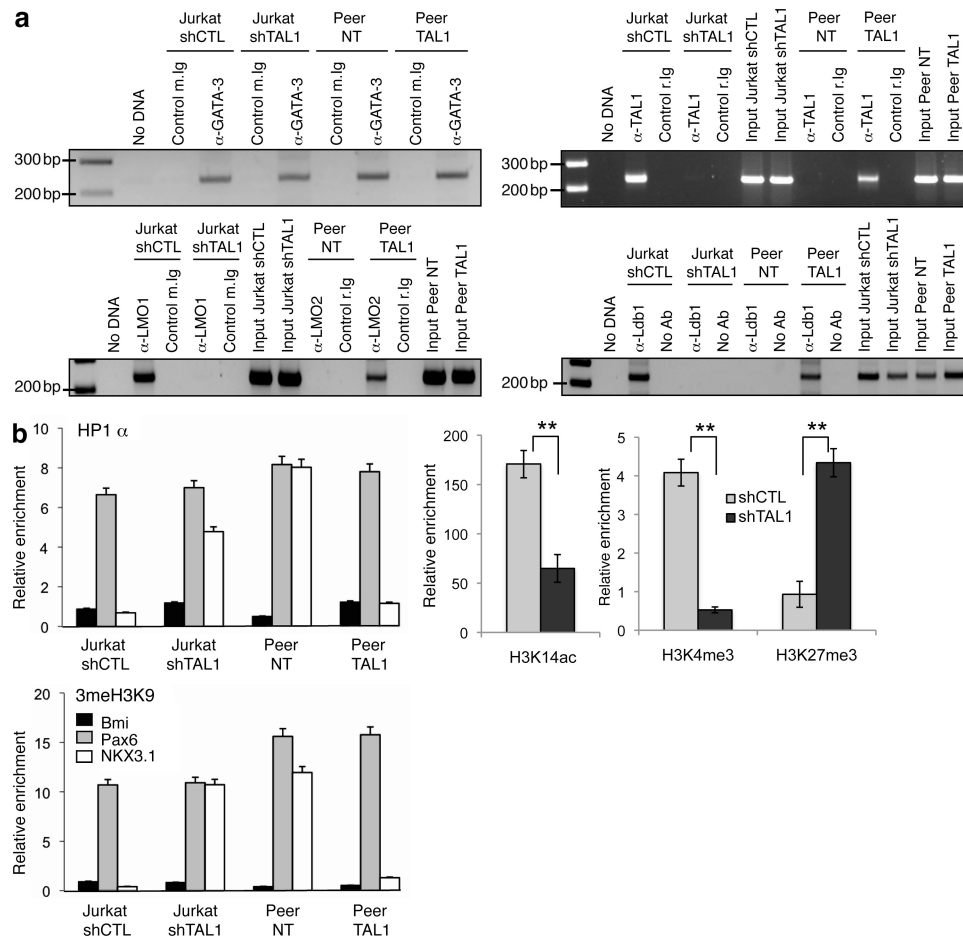 a
Jurkat shCTL
Jurkat shTAL1
Peer NT
Peer TAL1
No DNA
Control m.Ig
α-GATA-3
Control m.Ig
α-GATA-3
Control m.Ig
α-GATA-3
Control m.Ig
α-GATA-3
300 bp
200 bp
Jurkat shCTL
Jurkat shTAL1
Peer NT
Peer TAL1
No DNA
α-TAL1
Control r.Ig
α-TAL1
Control r.Ig
Input Jurkat shCTL
Input Jurkat shTAL1
α-TAL1
Control r.Ig
α-TAL1
Control r.Ig
Input Peer NT
Input Peer TAL1
300 bp
200 bp
Jurkat shCTL
Jurkat shTAL1
Peer NT
Peer TAL1
No DNA
α-LMO1
Control m.Ig
α-LMO1
Control m.Ig
Input Jurkat shCTL
Input Jurkat shTAL1
α-LMO2
Control r.Ig
α-LMO2
Control r.Ig
Input Peer NT
Input Peer TAL1
200 bp
Jurkat shCTL
Jurkat shTAL1
Peer NT
Peer TAL1
No DNA
α-Ldb1
No Ab
α-Ldb1
No Ab
α-Ldb1
No Ab
α-Ldb1
No Ab
Input Jurkat shCTL
Input Jurkat shTAL1
Input Peer NT
Input Peer TAL1
200 bp
b
HP1 α
Relative enrichment
10
8
6
4
2
0
Jurkat shCTL
Jurkat shTAL1
Peer NT
Peer TAL1
Relative enrichment
200
150
100
50
0
**
H3K14ac
Relative enrichment
5
4
3
2
1
0
**
**
shCTL
shTAL1
H3K4me3
H3K27me3
3meH3K9
Bmi
Pax6
NKX3.1
Relative enrichment
20
15
10
5
0
Jurkat shCTL
Jurkat shTAL1
Peer NT
Peer TAL1